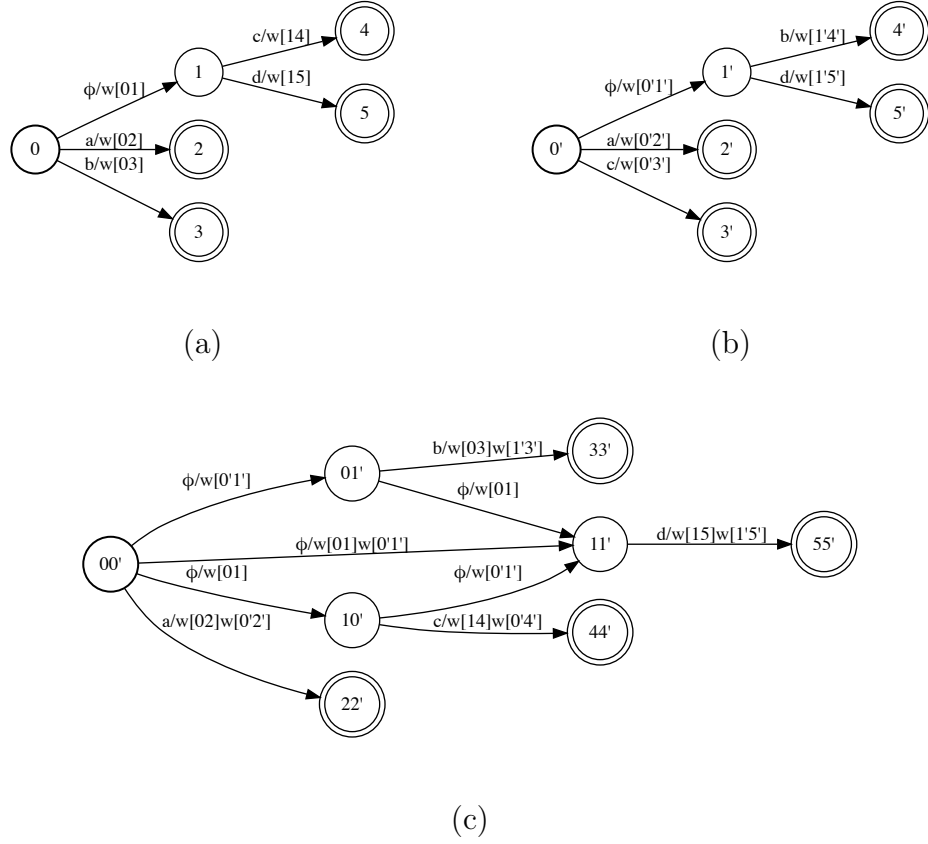 0
ϕ/w[01]
a/w[02]
b/w[03]
1
2
3
c/w[14]
d/w[15]
4
5
(a)
0'
ϕ/w[0'1']
a/w[0'2']
c/w[0'3']
1'
2'
3'
b/w[1'4']
d/w[1'5']
4'
5'
(b)
00'
ϕ/w[0'1']
ϕ/w[01]w[0'1']
ϕ/w[01]
a/w[02]w[0'2']
01'
10'
22'
b/w[03]w[1'3']
ϕ/w[01]
ϕ/w[0'1']
c/w[14]w[0'4']
33'
11'
44'
d/w[15]w[1'5']
55'
(c)